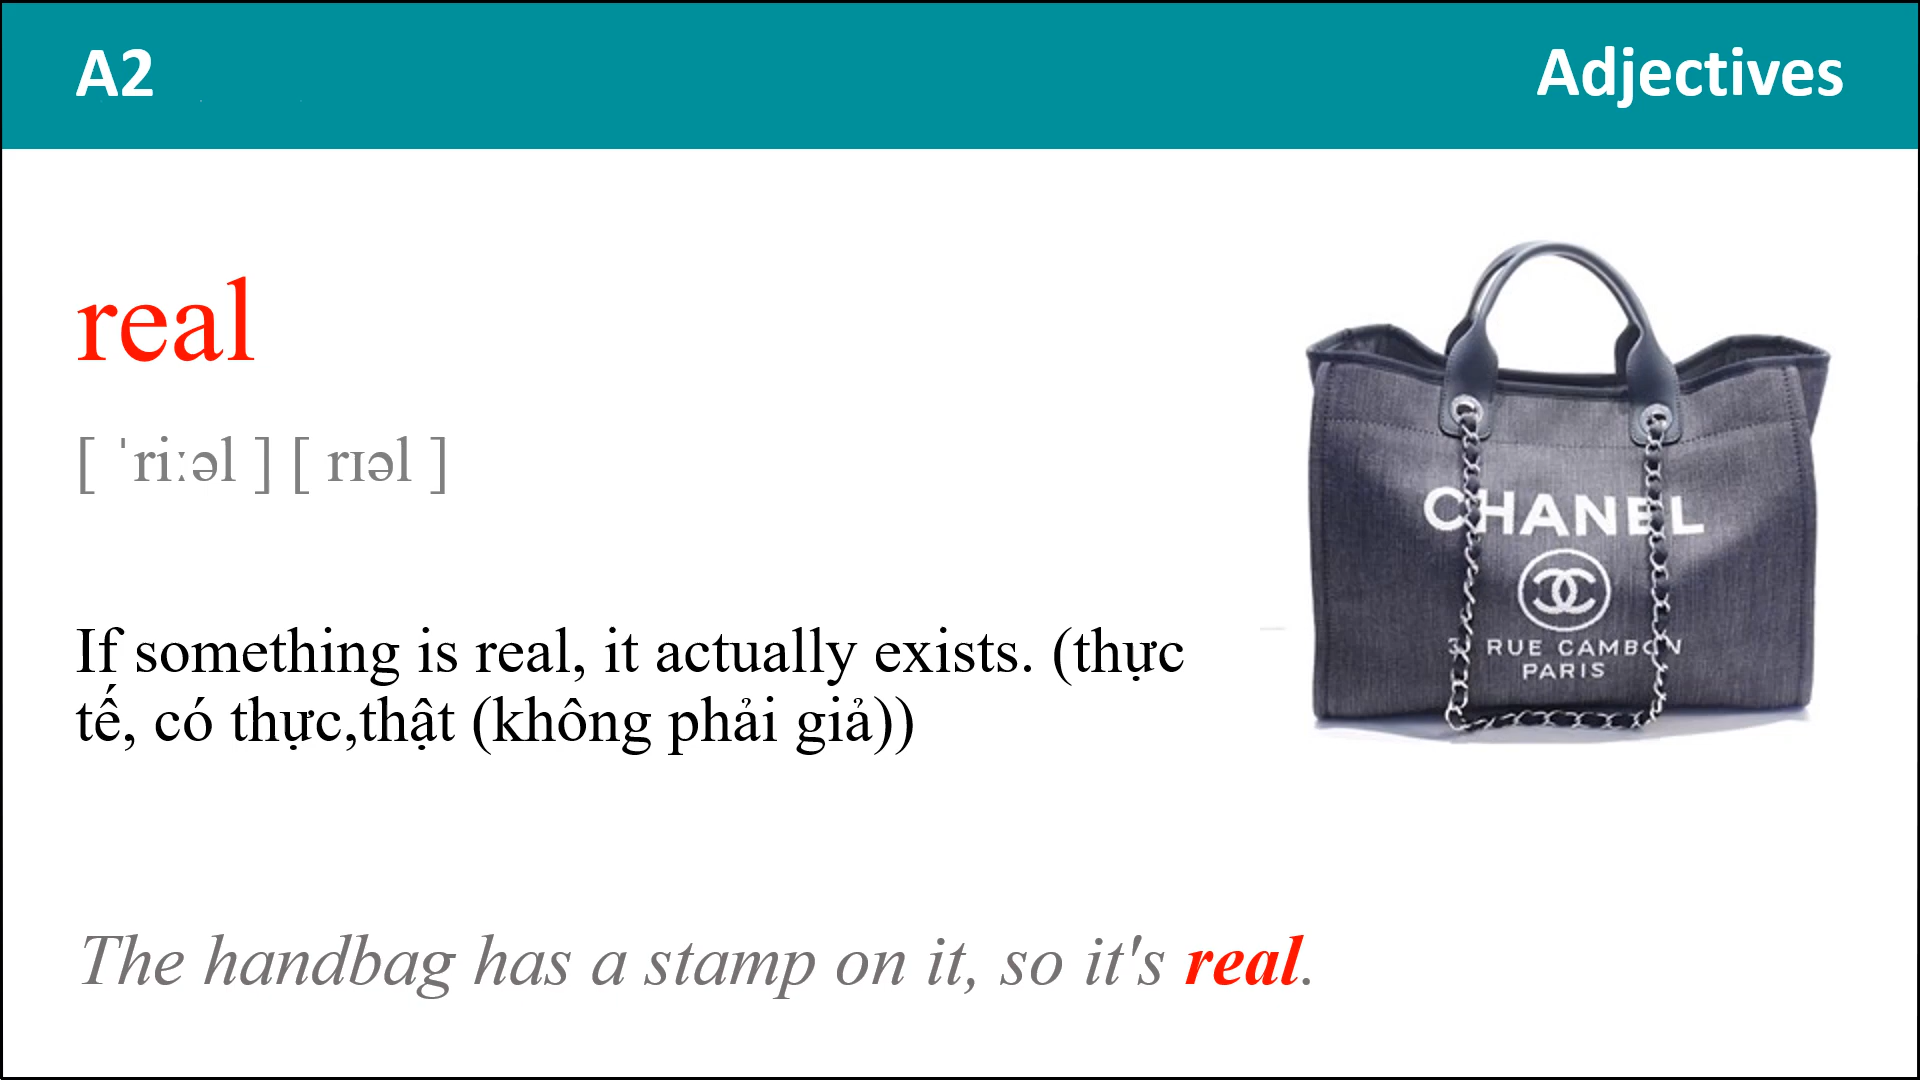 A2
Adjectives
real
[ ˈriːəl ] [ rɪəl ]
If something is real, it actually exists. (thực
tế, có thực,thật (không phải giả))
CHANEL
RUE CAMBON
PARIS
The handbag has a stamp on it, so it's real.